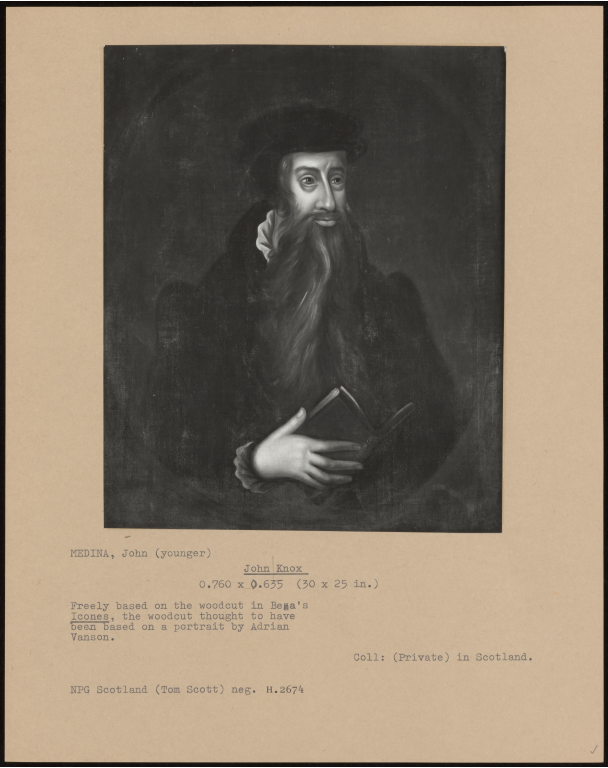 MEDINA, John (younger)
John Knox
0.760 x 0.635 (30 x 25 in.)
Freely based on the woodcut in Beza's
Icones, the woodcut thought to have
been based on a portrait by Adrian
Vanson.
Coll: (Private) in Scotland.
NPG Scotland (Tom Scott) neg. H.2674